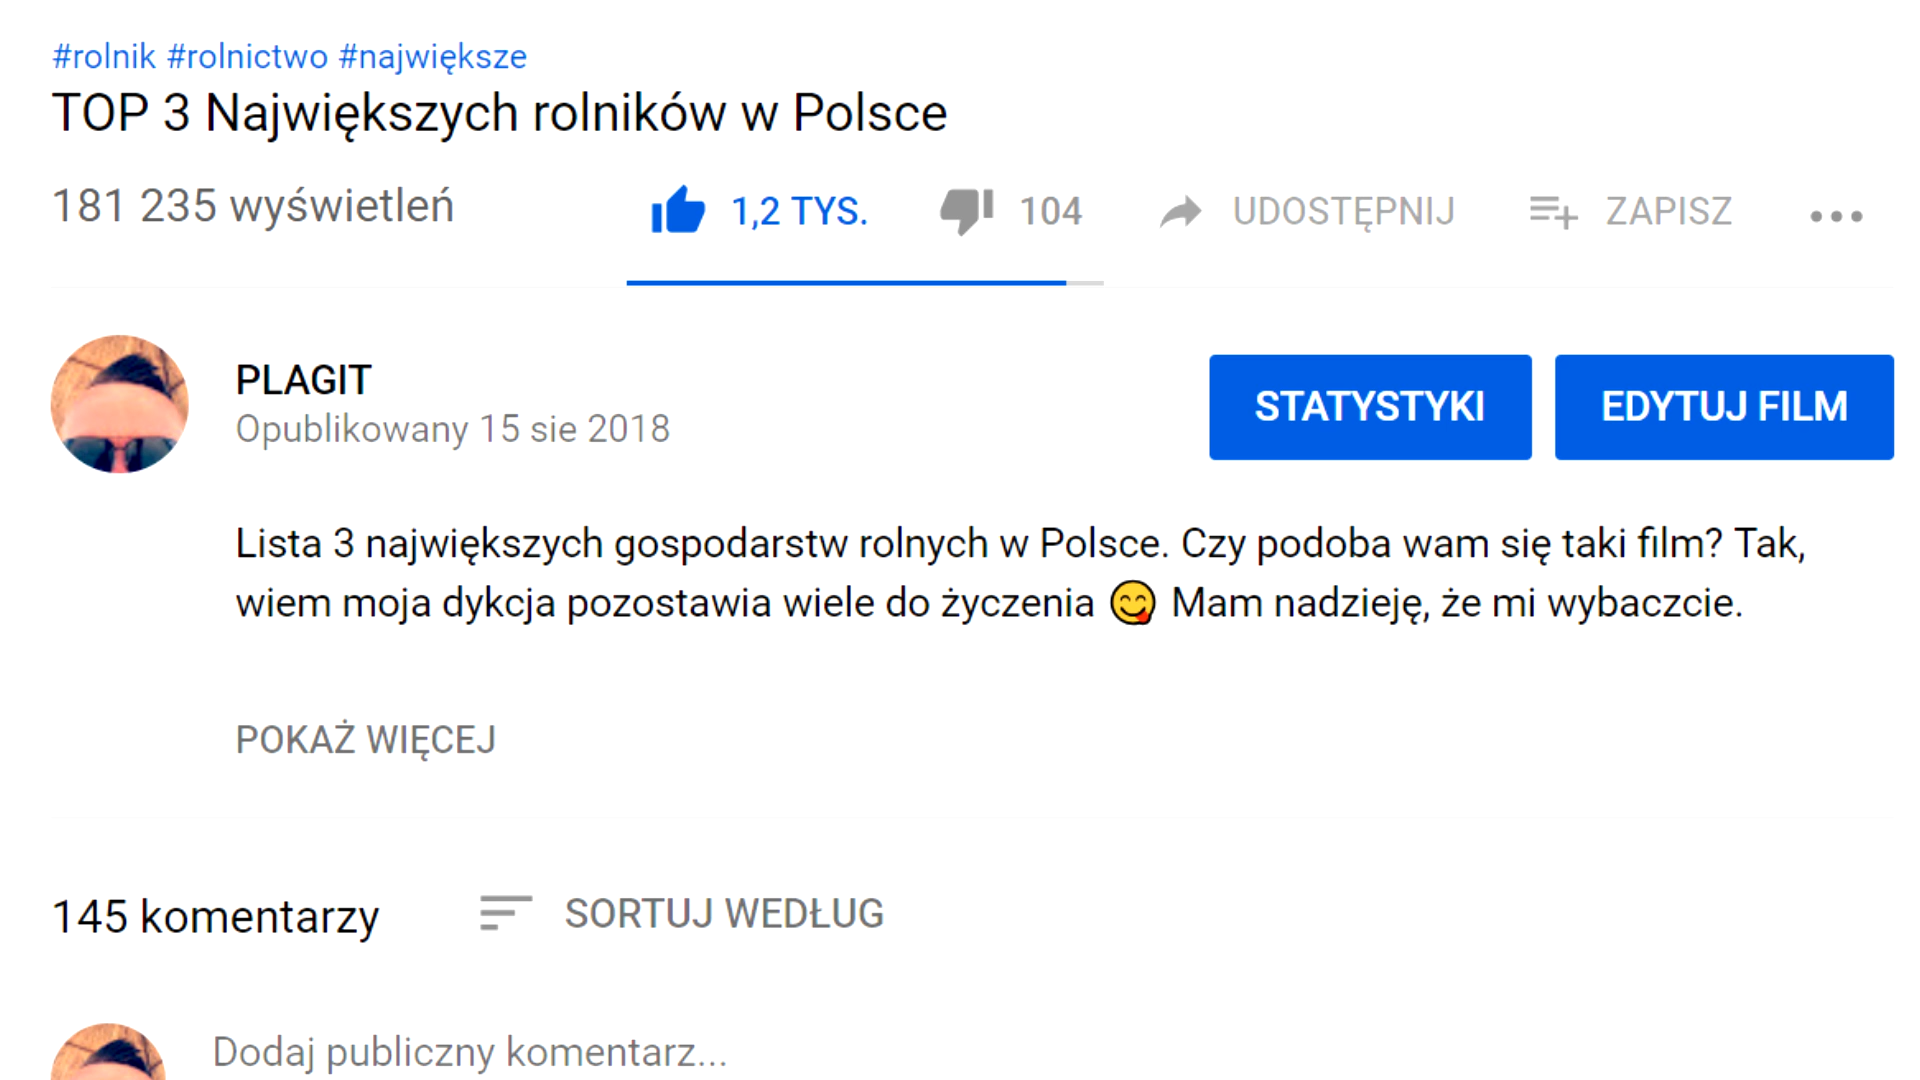 #rolnik #rolnictwo #największe
TOP 3 Największych rolników w Polsce
181 235 wyświetleń 1,2 TYS. 104 UDOSTĘPNIJ ZAPISZ
PLAGIT
Opublikowany 15 sie 2018
STATYSTYKI EDYTUJ FILM
Lista 3 największych gospodarstw rolnych w Polsce. Czy podoba wam się taki film? Tak,
wiem moja dykcja pozostawia wiele do życzenia 😋 Mam nadzieję, że mi wybaczcie.
POKAŻ WIĘCEJ
145 komentarzy SORTUJ WEDŁUG
Dodaj publiczny komentarz...